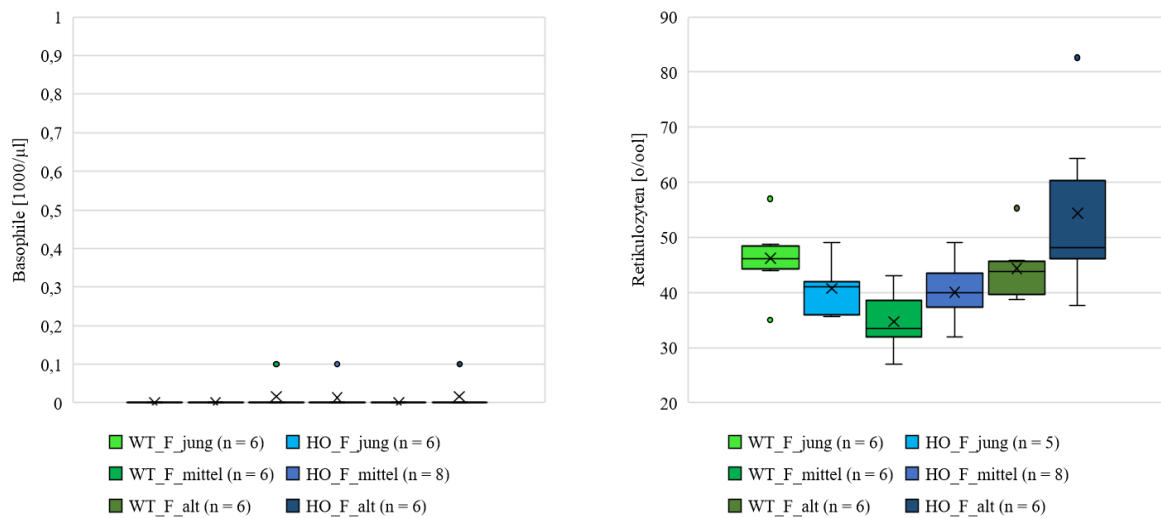 Basophile [1000/µl]
1
0,9
0,8
0,7
0,6
0,5
0,4
0,3
0,2
0,1
0
WT_F_jung (n = 6) HO_F_jung (n = 6)
WT_F_mittel (n = 6) HO_F_mittel (n = 8)
WT_F_alt (n = 6) HO_F_alt (n = 6)
Retikulozyten [o/ool]
90
80
70
60
50
40
30
20
WT_F_jung (n = 6) HO_F_jung (n = 5)
WT_F_mittel (n = 6) HO_F_mittel (n = 8)
WT_F_alt (n = 6) HO_F_alt (n = 6)